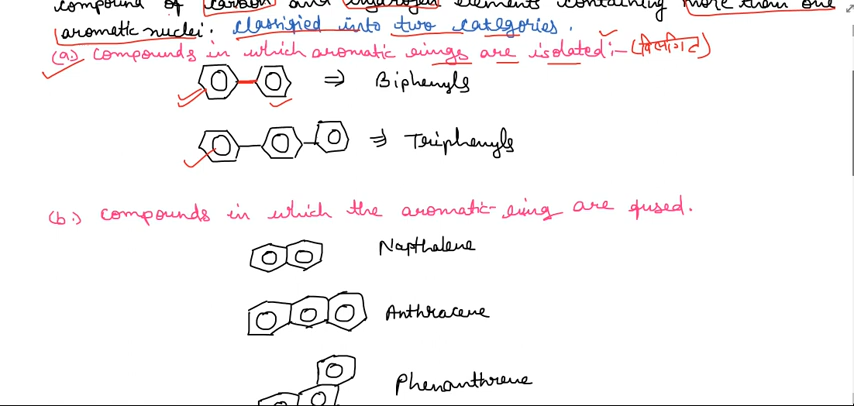 compound of carbon and hydrogen elements containing more than one
aromatic nuclei. classified into two categories.
(a.) compounds in which aromatic rings are isolated:-
⇒ Biphenyls
⇒ Triphenyls
(b.) compounds in which the aromatic-ring are fused.
Napthalene
Anthracene
Phenanthrene